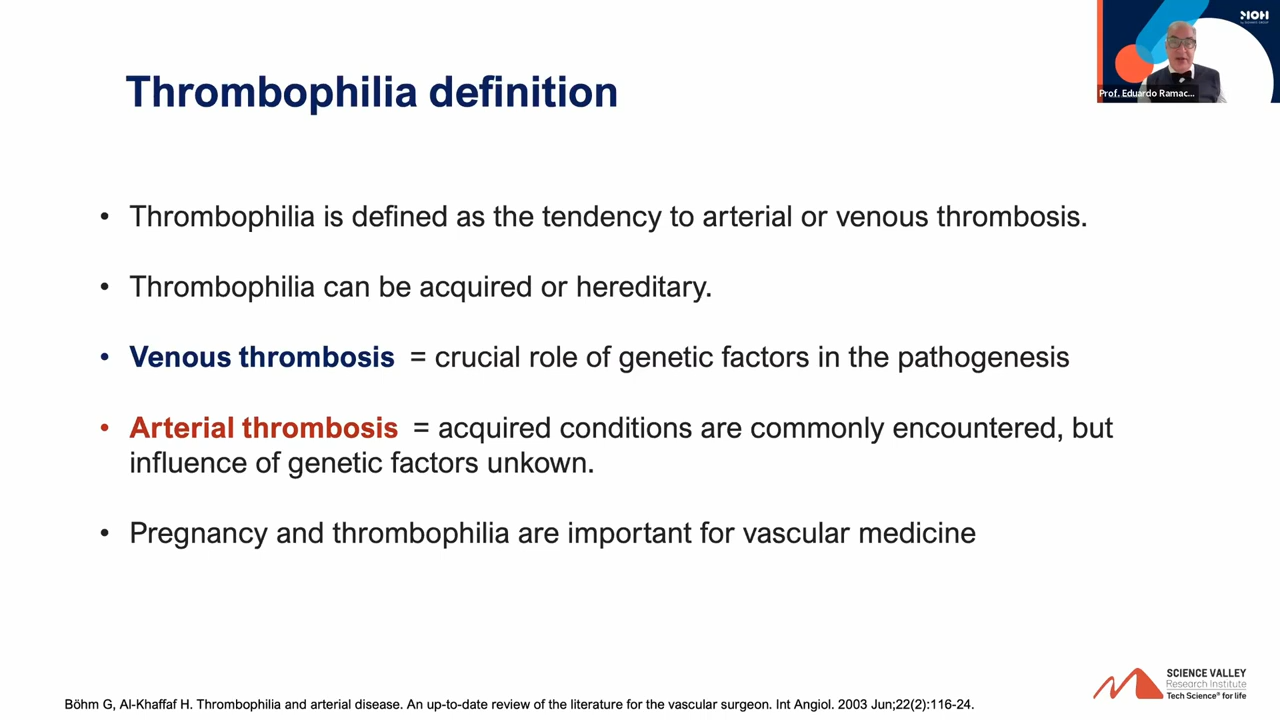 Thrombophilia definition
Prof. Eduardo Ramac...
• Thrombophilia is defined as the tendency to arterial or venous thrombosis.
• Thrombophilia can be acquired or hereditary.
• Venous thrombosis = crucial role of genetic factors in the pathogenesis
• Arterial thrombosis = acquired conditions are commonly encountered, but
influence of genetic factors unkown.
• Pregnancy and thrombophilia are important for vascular medicine
SCIENCE VALLEY
Research Institute
Tech Science® for life
Böhm G, Al-Khaffaf H. Thrombophilia and arterial disease. An up-to-date review of the literature for the vascular surgeon. Int Angiol. 2003 Jun;22(2):116-24.